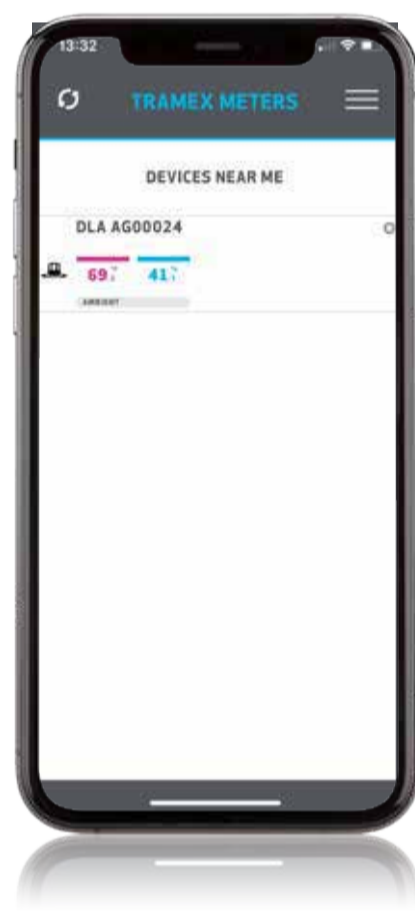 13:32
TRAMEX METERS
DEVICES NEAR ME
DLA AG00024
69 41
AMBIENT